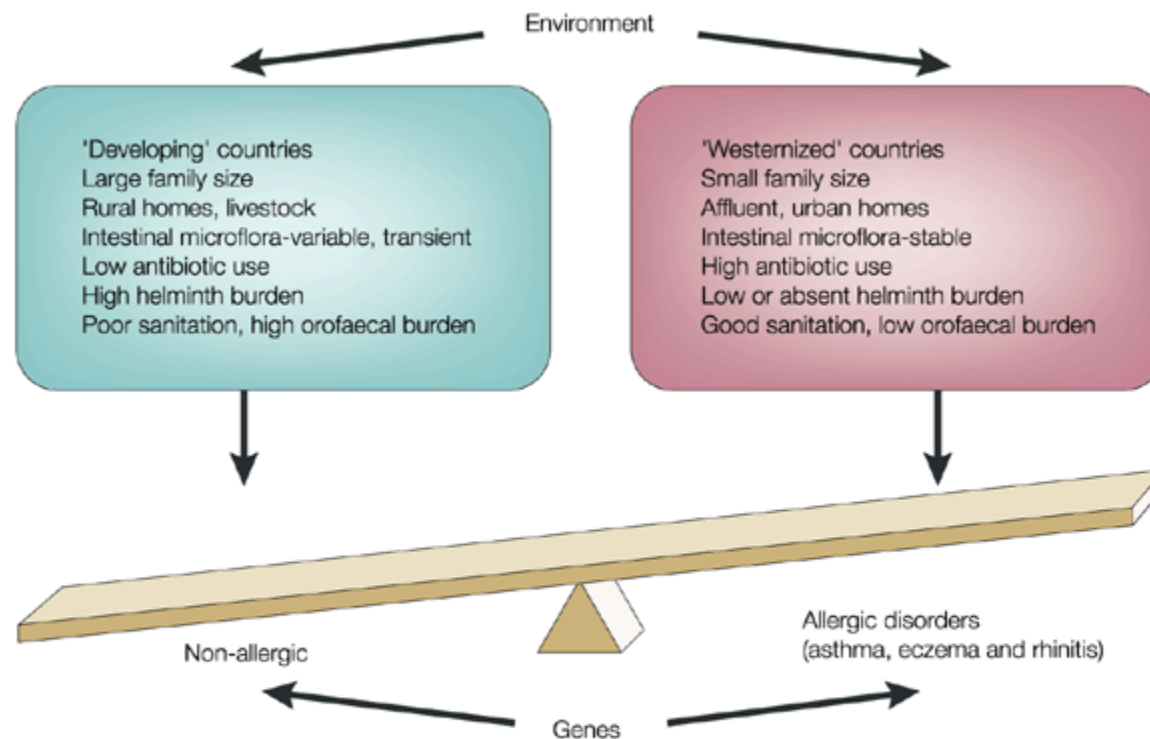 Environment
'Developing' countries
Large family size
Rural homes, livestock
Intestinal microflora-variable, transient
Low antibiotic use
High helminth burden
Poor sanitation, high orofaecal burden
'Westernized' countries
Small family size
Affluent, urban homes
Intestinal microflora-stable
High antibiotic use
Low or absent helminth burden
Good sanitation, low orofaecal burden
Non-allergic
Allergic disorders
(asthma, eczema and rhinitis)
Genes